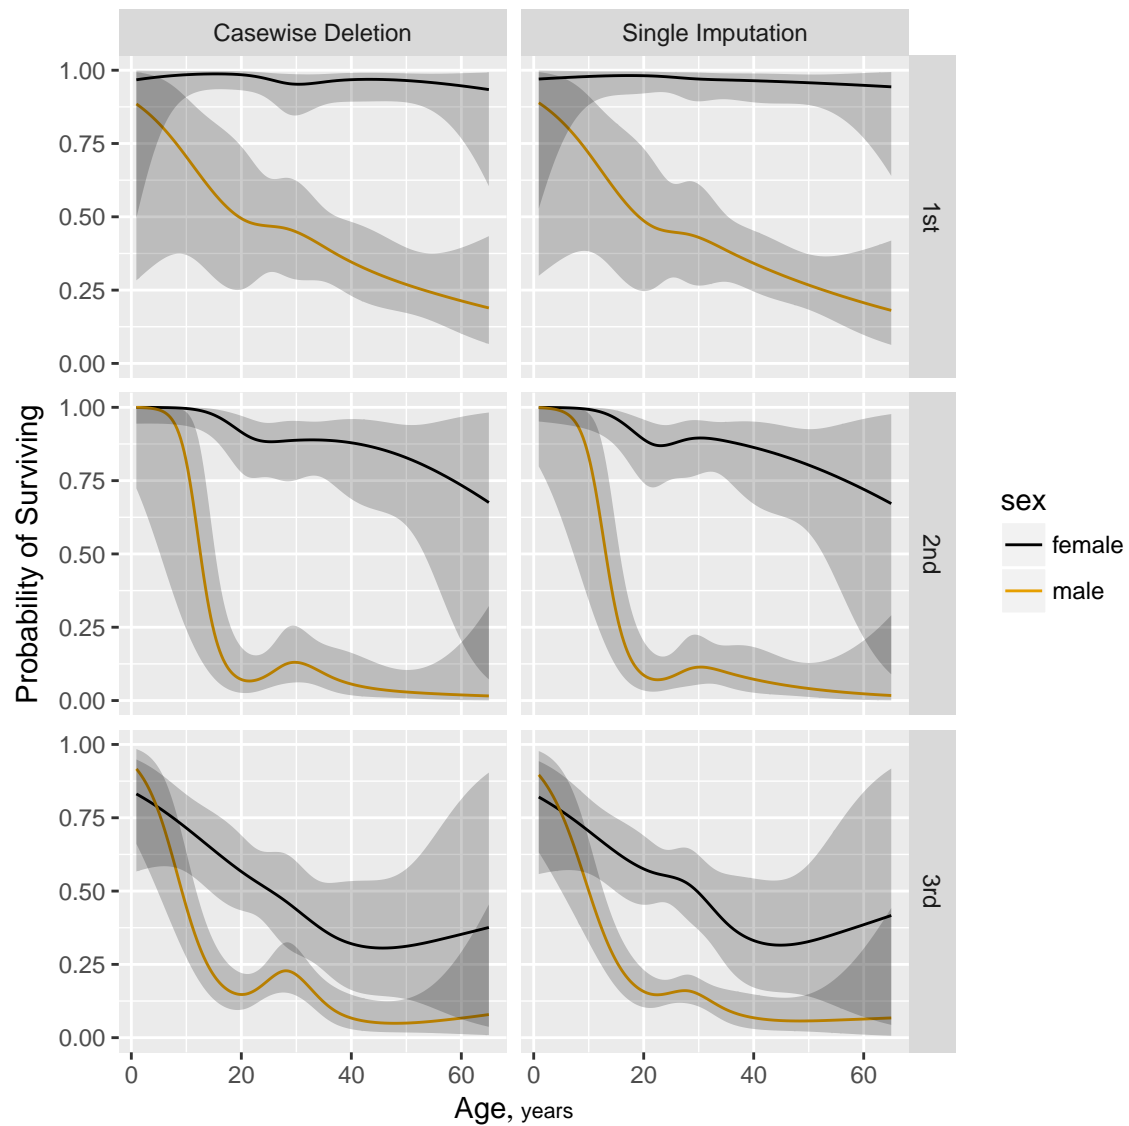 Casewise Deletion
Single Imputation
1.00
0.75
0.50
0.25
0.00
1st
1.00
0.75
0.50
0.25
0.00
2nd
1.00
0.75
0.50
0.25
0.00
3rd
Probability of Surviving
0 20 40 60
0 20 40 60
Age, years
sex
female
male